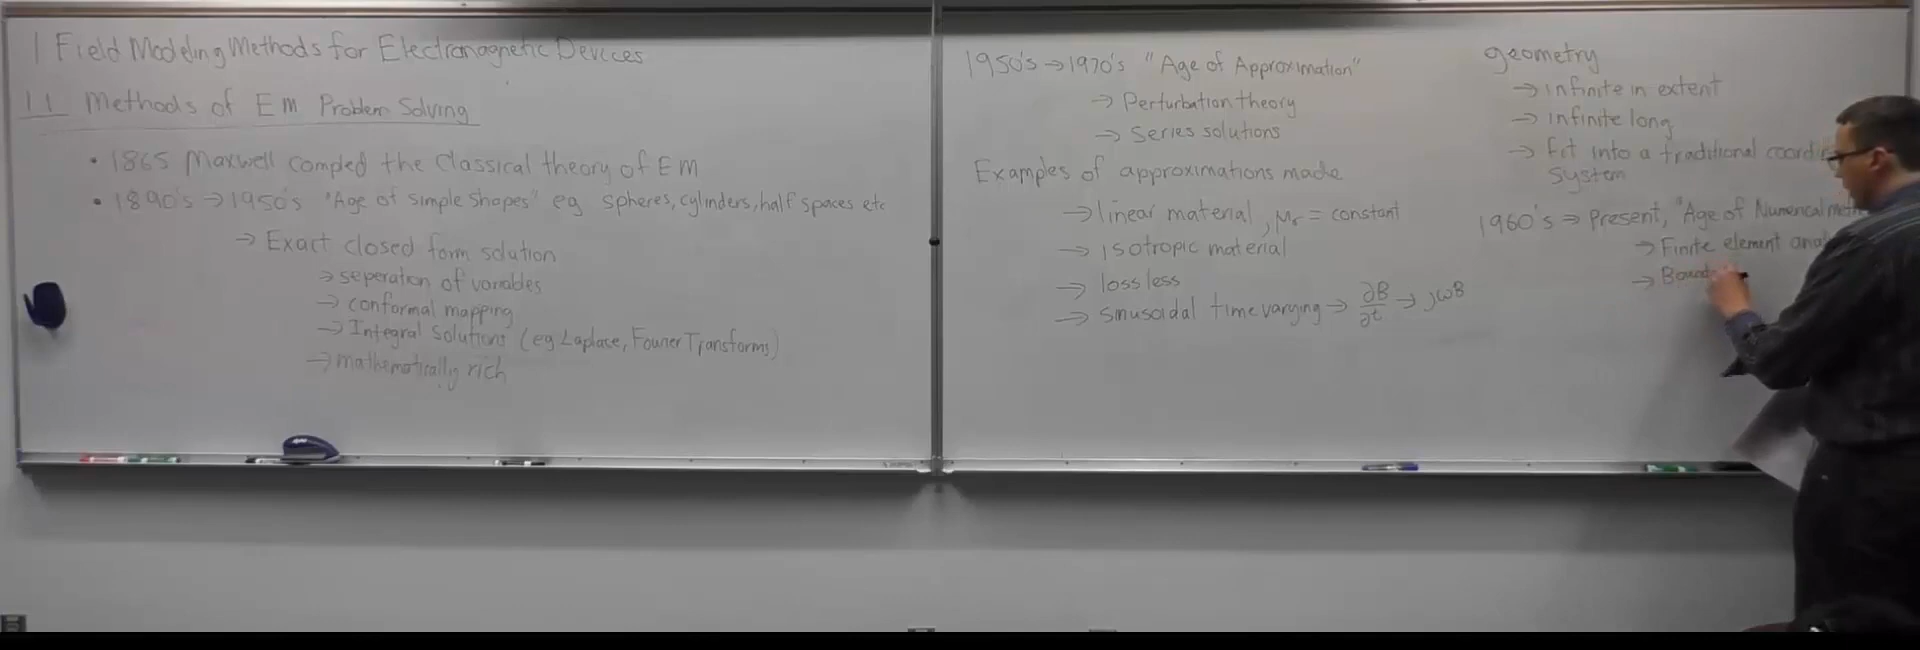 1 Field Modeling Methods for Electromagnetic Devices
1.1 Methods of EM Problem Solving
• 1865 Maxwell comped the Classical theory of EM
• 1890's → 1950's "Age of simple shapes" eg spheres, cylinders, half spaces etc
→ Exact closed form solution
→ seperation of variables
→ conformal mapping
→ Integral solutions (eg Laplace, Fourier Transforms)
→ mathematically rich
1950's → 1970's "Age of Approximation"
→ Perturbation theory
→ Series solutions
Examples of approximations made
→ linear material, μr = constant
→ isotropic material
→ lossless
→ sinusoidal time varying → ∂B/∂t → jωB
geometry
→ infinite in extent
→ infinite long
→ fit into a traditional coordi
system
1960's → Present, "Age of Numerical meth
→ Finite element ana
→ Bound